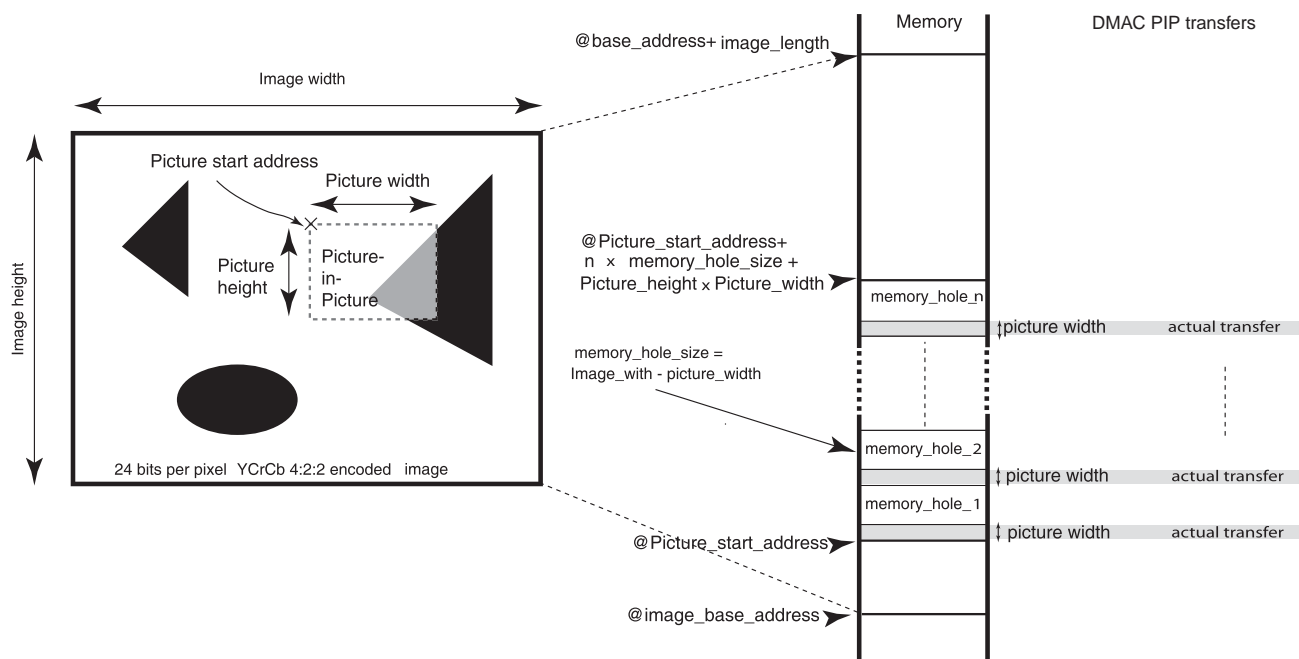 Memory
DMAC PIP transfers
@base_address+ image_length
Image width
Image height
Picture start address
Picture width
Picture
height
Picture-
in-
Picture
24 bits per pixel YCrCb 4:2:2 encoded image
@Picture_start_address+
n x memory_hole_size +
Picture_height x Picture_width
memory_hole_n
picture width
actual transfer
memory_hole_size =
Image_with - picture_width
memory_hole_2
picture width
actual transfer
memory_hole_1
picture width
actual transfer
@Picture_start_address
@image_base_address